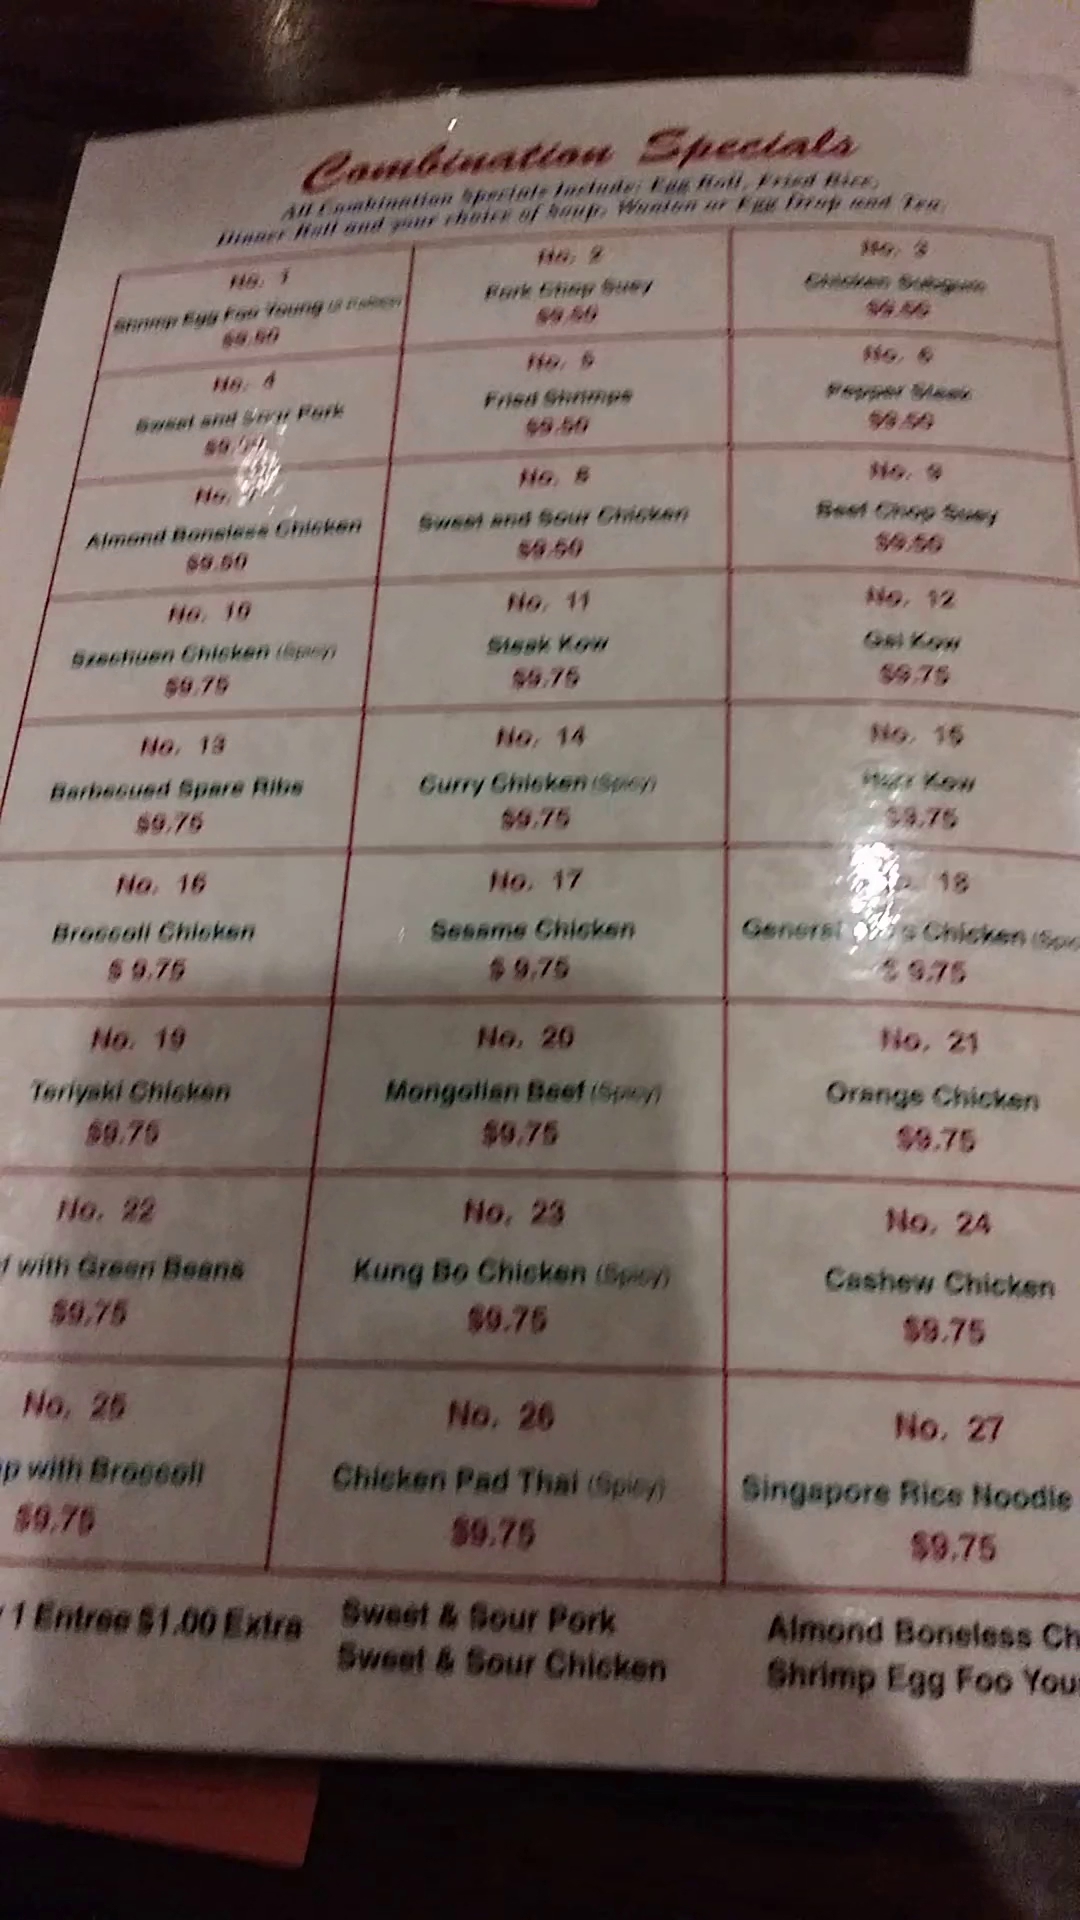 Combination Specials
All Combination Specials Include: Egg Roll, Fried Rice,
Dinner Roll and your choice of Soup, Wonton or Egg Drop and Tea.
No. 1
Shrimp Egg Foo Young
$9.50
No. 2
Pork Chop Suey
$9.50
No. 3
Chicken Subgum
$9.50
No. 4
Sweet and Sour Pork
No. 5
Fried Shrimps
$9.50
No. 6
Pepper Steak
$9.50
No.
Almond Boneless Chicken
$9.50
No. 8
Sweet and Sour Chicken
$9.50
No. 9
Beef Chop Suey
$9.50
No. 10
Szechuen Chicken (Spicy)
$9.75
No. 11
Steak Kow
$9.75
No. 12
Gai Kow
$9.75
No. 13
Barbecued Spare Ribs
$9.75
No. 14
Curry Chicken (Spicy)
$9.75
No. 15
Kow
$9.75
No. 16
Broccoli Chicken
$ 9.75
No. 17
Sesame Chicken
$ 9.75
18
General Chicken
$ 9.75
No. 19
Teriyaki Chicken
$9.75
No. 20
Mongolian Beef (Spicy)
$9.75
No. 21
Orange Chicken
$9.75
No. 22
with Green Beans
$9.75
No. 23
Kung Bo Chicken (Spicy)
$9.75
No. 24
Cashew Chicken
$9.75
No. 25
with Broccoli
$9.75
No. 26
Chicken Pad Thai (Spicy)
$9.75
No. 27
Singapore Rice Noodle
$9.75
1 Entree $1.00 Extra
Sweet & Sour Pork
Sweet & Sour Chicken
Almond Boneless Ch
Shrimp Egg Foo You